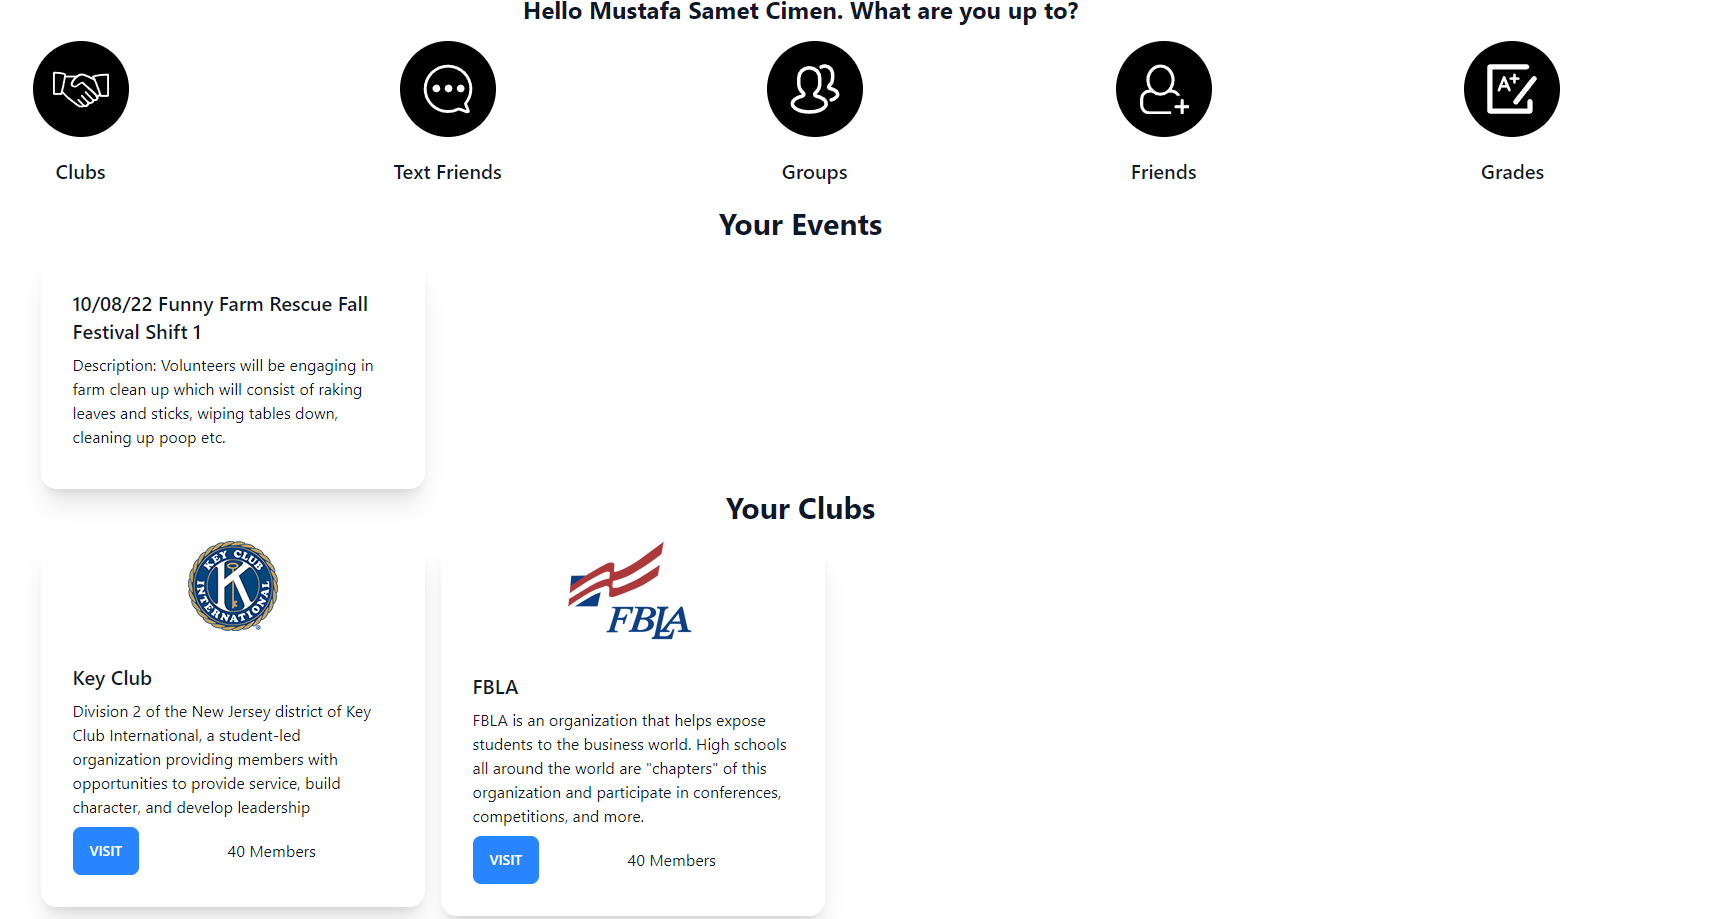 Hello Mustafa Samet Cimen. What are you up to?
A+
Clubs
Text Friends
Groups
Friends
Grades
Your Events
10/08/22 Funny Farm Rescue Fall
Festival Shift 1
Description: Volunteers will be engaging in
farm clean up which will consist of raking
leaves and sticks, wiping tables down,
cleaning up poop etc.
Your Clubs
KEY CLUB
K
INTERNATIONAL
®
Key Club
Division 2 of the New Jersey district of Key
Club International, a student-led
organization providing members with
opportunities to provide service, build
character, and develop leadership
VISIT
40 Members
FBLA
FBLA
FBLA is an organization that helps expose
students to the business world. High schools
all around the world are "chapters" of this
organization and participate in conferences,
competitions, and more.
VISIT
40 Members